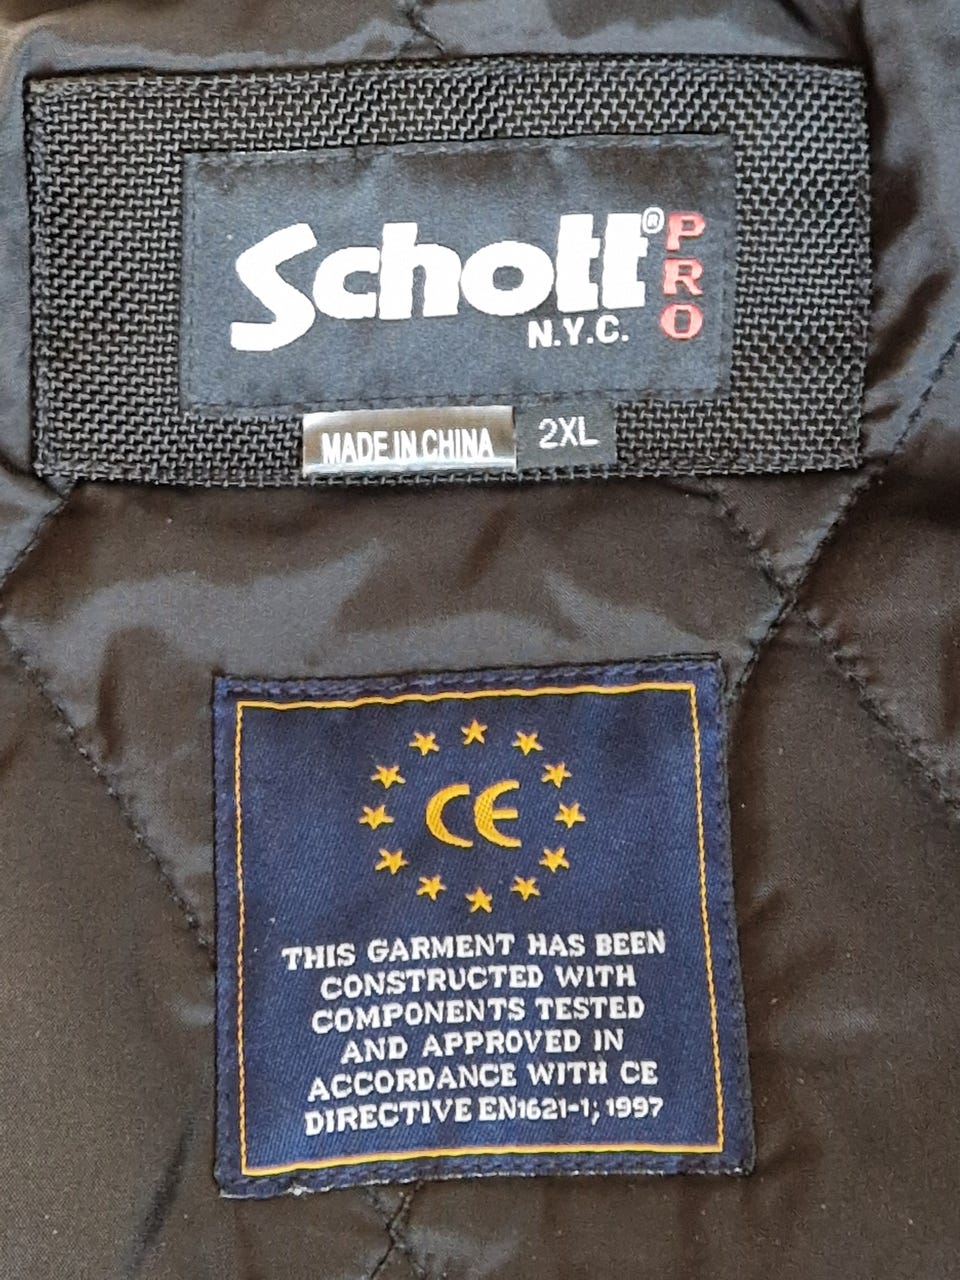 Schott® PRO
N.Y.C.
MADE IN CHINA
2XL
CE
THIS GARMENT HAS BEEN
CONSTRUCTED WITH
COMPONENTS TESTED
AND APPROVED IN
ACCORDANCE WITH CE
DIRECTIVE EN1621-1; 1997